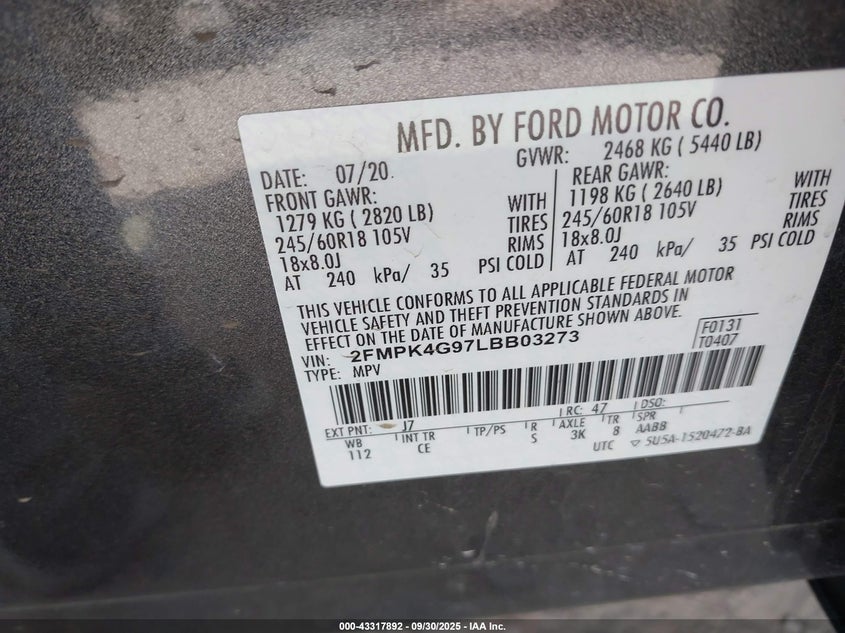 MFD. BY FORD MOTOR CO.
DATE: 07/20
GVWR: 2468 KG ( 5440 LB)
FRONT GAWR:
1279 KG ( 2820 LB) WITH
245/60R18 105V TIRES
18x8.0J RIMS
AT 240 kPa/ 35 PSI COLD
REAR GAWR:
1198 KG ( 2640 LB) WITH
245/60R18 105V TIRES
18x8.0J RIMS
AT 240 kPa/ 35 PSI COLD
THIS VEHICLE CONFORMS TO ALL APPLICABLE FEDERAL MOTOR
VEHICLE SAFETY AND THEFT PREVENTION STANDARDS IN
EFFECT ON THE DATE OF MANUFACTURE SHOWN ABOVE.
VIN: 2FMPK4G97LBB03273
TYPE: MPV
F0131
T0407
EXT PNT: J7 RC: 47 DSO:
WB INT TR TP/PS R AXLE TR SPR
112 CE S 3K 8 AABB
UTC ▽ 5U5A-1520472-BA
000-43317892 - 09/30/2025 - IAA Inc.